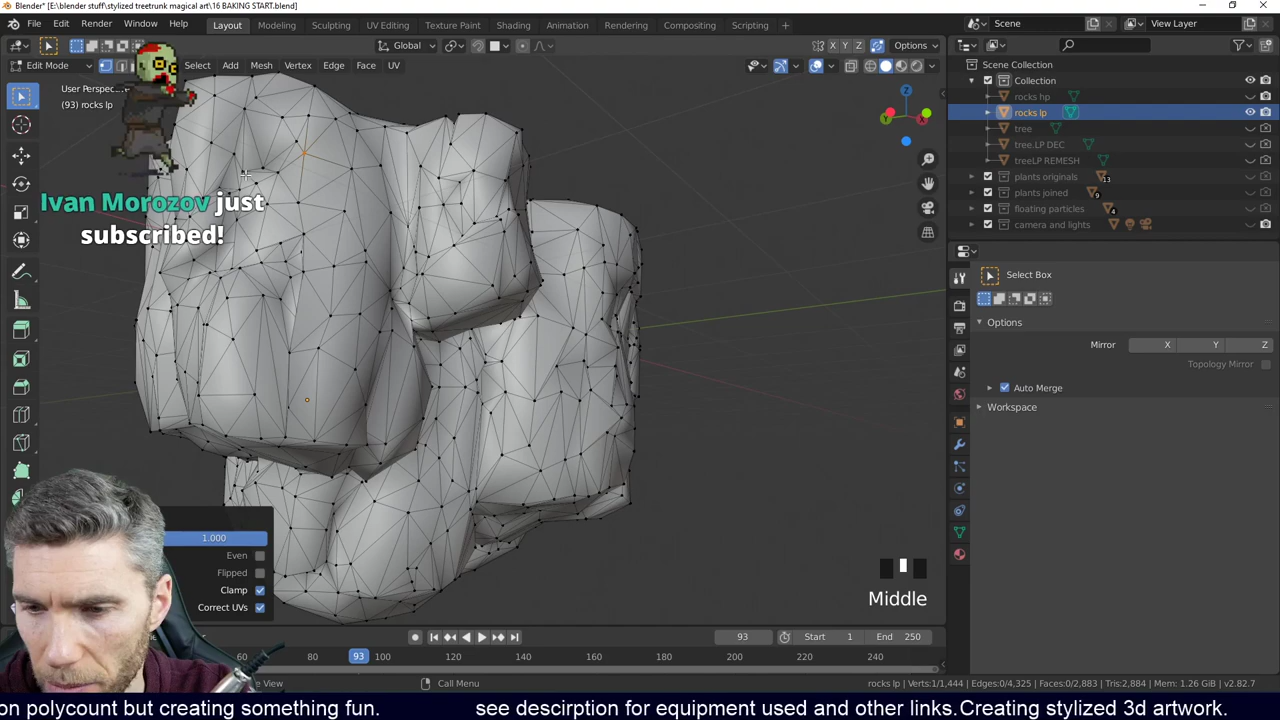 Blender* [E:\blender stuff\stylized treetrunk magical art\16 BAKING START.blend]
File Edit Render Window Help
Layout Modeling Sculpting UV Editing Texture Paint Shading Animation Rendering Compositing Scripting +
Scene
View Layer
Global
X Y Z
Options
Edit Mode
Select Add Mesh Vertex Edge Face UV
User Perspe
(93) rocks lp
Ivan Morozov just
subscribed!
Z
X
Y
Scene Collection
Collection
rocks hp
rocks lp
tree
tree.LP DEC
treeLP REMESH
plants originals
13
plants joined
9
floating particles
4
camera and lights
Select Box
Options
Mirror X Y Z
Topology Mirror
Auto Merge
Workspace
1.000
Even
Flipped
Clamp
Correct UVs
Middle
93
Start 1
End 250
60 80 93 100 120 140 160 180 200 220 240
View
Call Menu
rocks lp | Verts:1/1,444 | Edges:0/4,325 | Faces:0/2,883 | Tris:2,884 | Mem: 1.26 GiB | v2.82.7
on polycount but creating something fun. see descirption for equipment used and other links.Creating stylized treetrunk magical artwork.